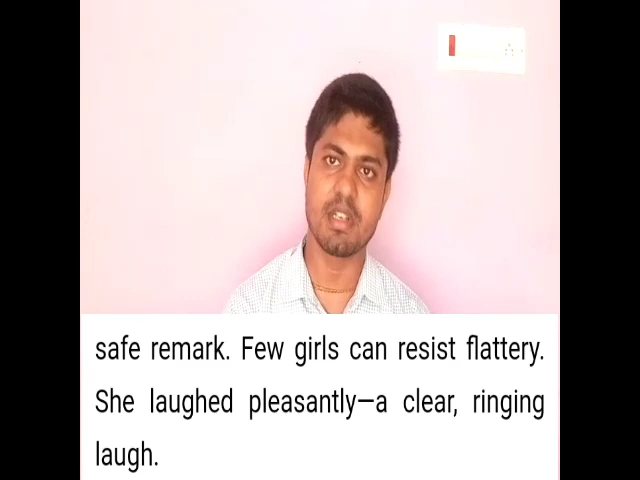 safe remark. Few girls can resist flattery.
She laughed pleasantly—a clear, ringing
laugh.